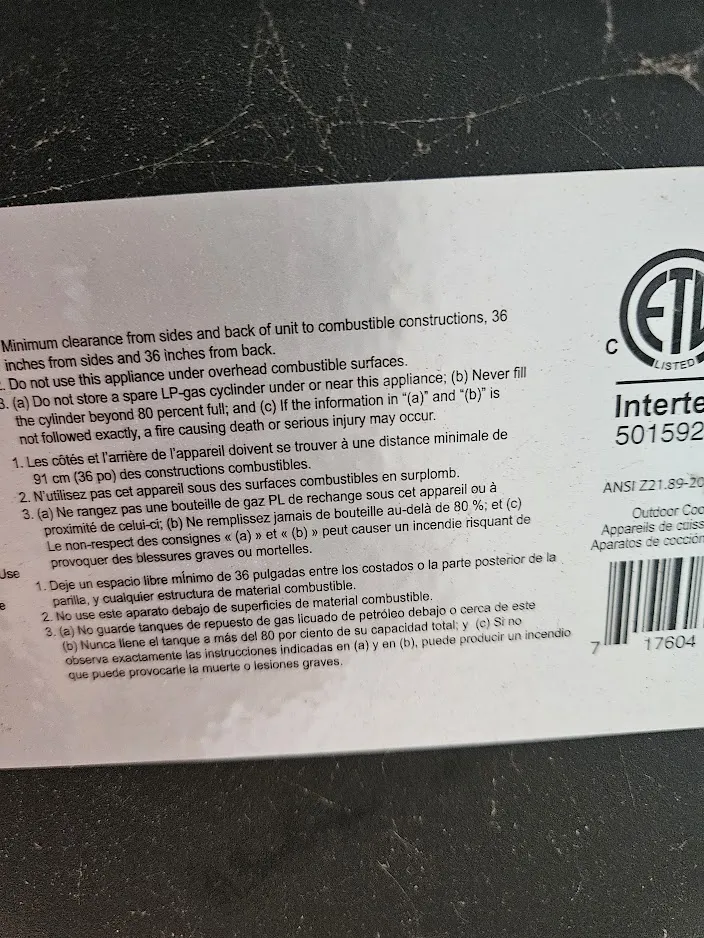 Minimum clearance from sides and back of unit to combustible constructions, 36
inches from sides and 36 inches from back.
. Do not use this appliance under overhead combustible surfaces.
3. (a) Do not store a spare LP-gas cyclinder under or near this appliance; (b) Never fill
the cylinder beyond 80 percent full; and (c) If the information in "(a)" and "(b)" is
not followed exactly, a fire causing death or serious injury may occur.
1. Les côtés et l'arrière de l'appareil doivent se trouver à une distance minimale de
91 cm (36 po) des constructions combustibles.
2. N'utilisez pas cet appareil sous des surfaces combustibles en surplomb.
3. (a) Ne rangez pas une bouteille de gaz PL de rechange sous cet appareil ou à
proximité de celui-ci; (b) Ne remplissez jamais de bouteille au-delà de 80 %; et (c)
Le non-respect des consignes « (a) » et « (b) » peut causer un incendie risquant de
provoquer des blessures graves ou mortelles.
Use
e
1. Deje un espacio libre mínimo de 36 pulgadas entre los costados o la parte posterior de la
parilla, y cualquier estructura de material combustible.
2. No use este aparato debajo de superficies de material combustible.
3. (a) No guarde tanques de repuesto de gas licuado de petróleo debajo o cerca de este
(b) Nunca llene el tanque a más del 80 por ciento de su capacidad total; y (c) Si no
observa exactamente las instrucciones indicadas en (a) y en (b), puede producir un incendio
que puede provocarle la muerte o lesiones graves.
C
ETL
LISTED
Interte
501592
ANSI Z21.89-20
Outdoor Coo
Appareils de cuiss
Aparatos de cocción
7 17604